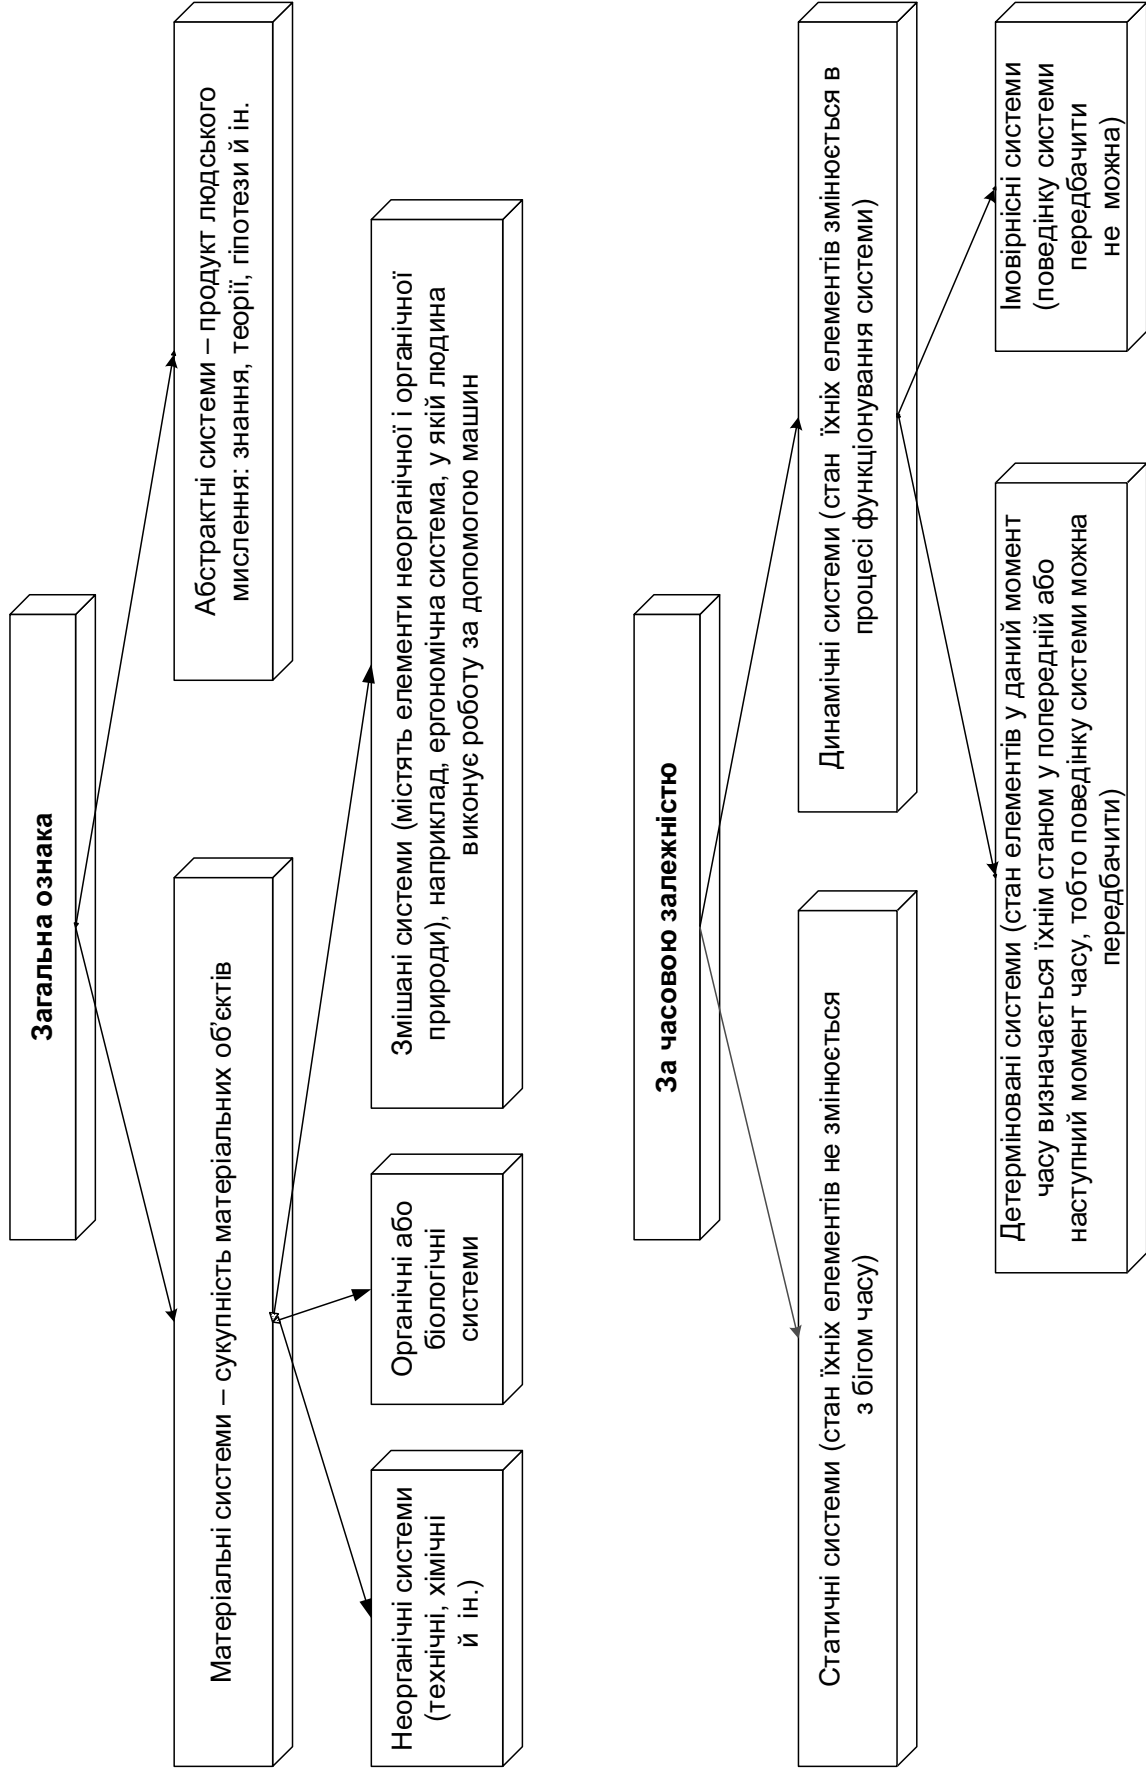 Загальна ознака
Матеріальні системи – сукупність матеріальних об'єктів
Абстрактні системи – продукт людського
мислення: знання, теорії, гіпотези й ін.
Неорганічні системи
(технічні, хімічні
й ін.)
Органічні або
біологічні
системи
Змішані системи (містять елементи неорганічної і органічної
природи), наприклад, ергономічна система, у якій людина
виконує роботу за допомогою машин
За часовою залежністю
Статичні системи (стан їхніх елементів не змінюється
з бігом часу)
Динамічні системи (стан їхніх елементів змінюється в
процесі функціонування системи)
Детерміновані системи (стан елементів у даний момент
часу визначається їхнім станом у попередній або
наступний момент часу, тобто поведінку системи можна
передбачити)
Імовірнісні системи
(поведінку системи
передбачити
не можна)